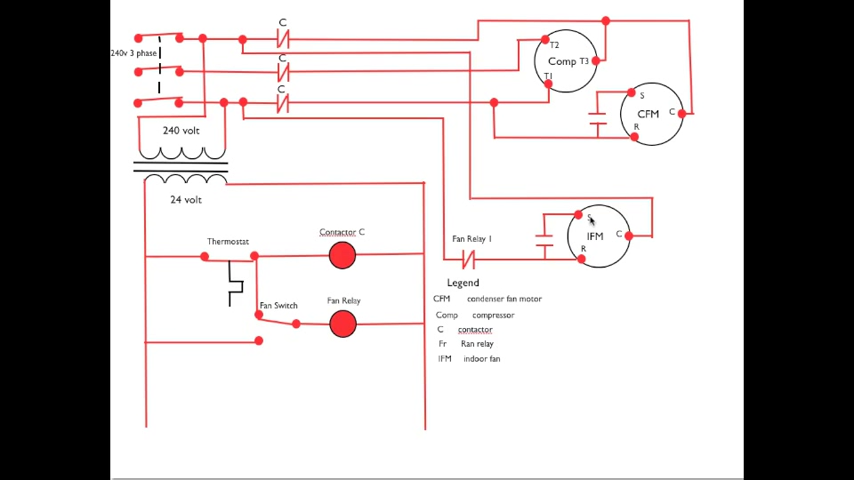 C
T2
240v 3 phase
C
Comp T3
T1
C
S
CFM
C
R
240 volt
24 volt
Thermostat
Contactor C
Fan Relay 1
S
IFM
C
R
Fan Switch
Fan Relay
Legend
CFM condenser fan motor
Comp compressor
C contactor
Fr Ran relay
IFM indoor fan